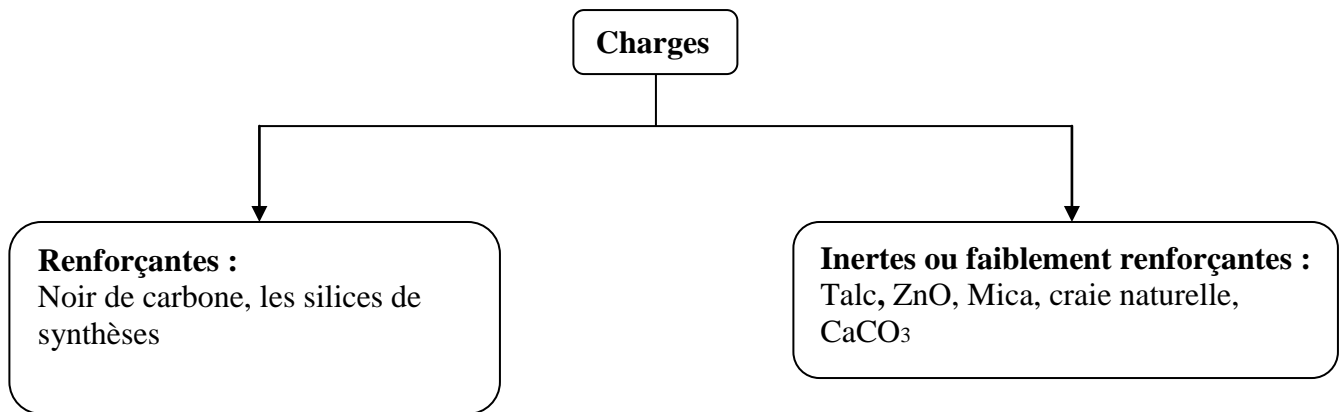 Charges
Renforçantes :
Noir de carbone, les silices de
synthèses
Inertes ou faiblement renforçantes :
Talc, ZnO, Mica, craie naturelle,
CaCO3